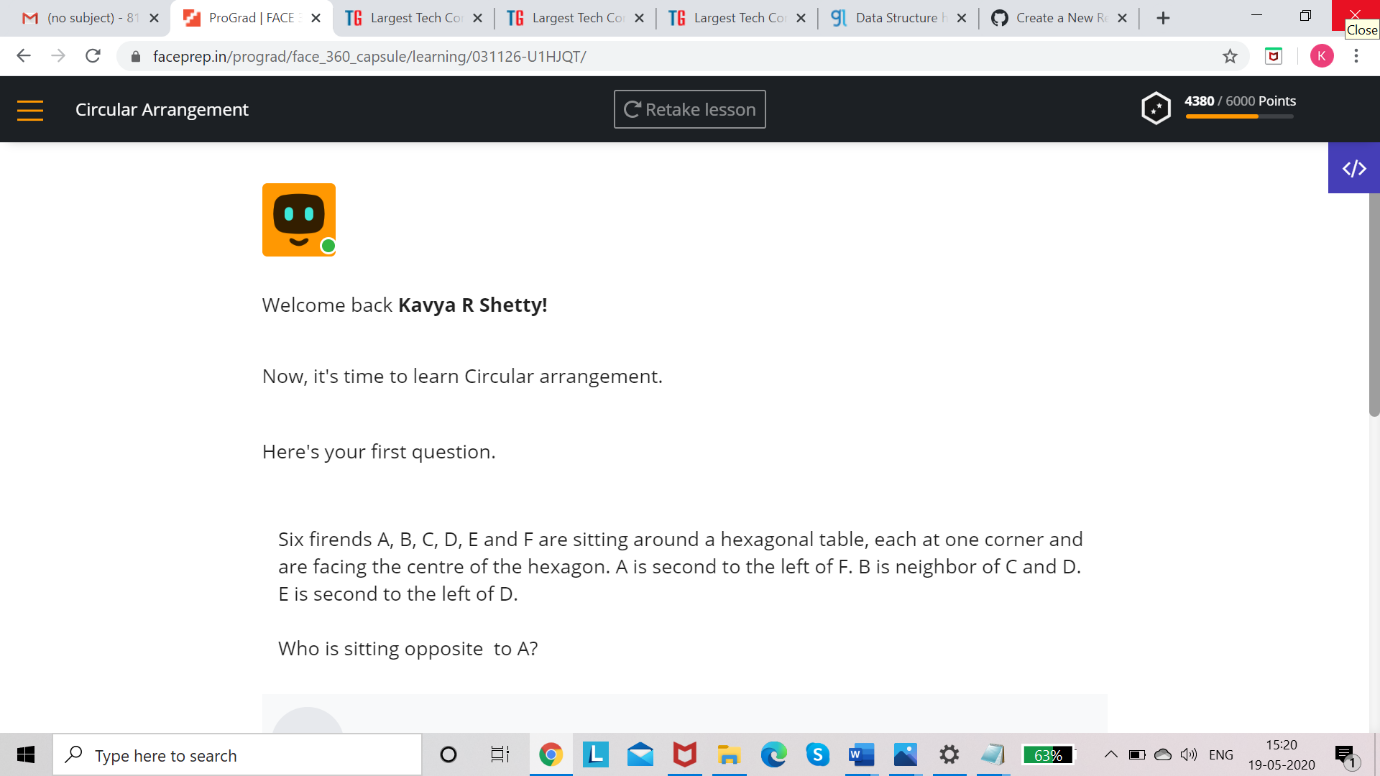 (no subject) - 81
ProGrad | FACE
Largest Tech Co
Largest Tech Co
Largest Tech Co
Data Structure
Create a New R
Close
faceprep.in/prograd/face_360_capsule/learning/031126-U1HJQT/
K
Circular Arrangement
Retake lesson
4380 / 6000 Points
</>
Welcome back Kavya R Shetty!
Now, it's time to learn Circular arrangement.
Here's your first question.
Six firends A, B, C, D, E and F are sitting around a hexagonal table, each at one corner and
are facing the centre of the hexagon. A is second to the left of F. B is neighbor of C and D.
E is second to the left of D.
Who is sitting opposite  to A?
Type here to search
63%
ENG
15:20
19-05-2020
1